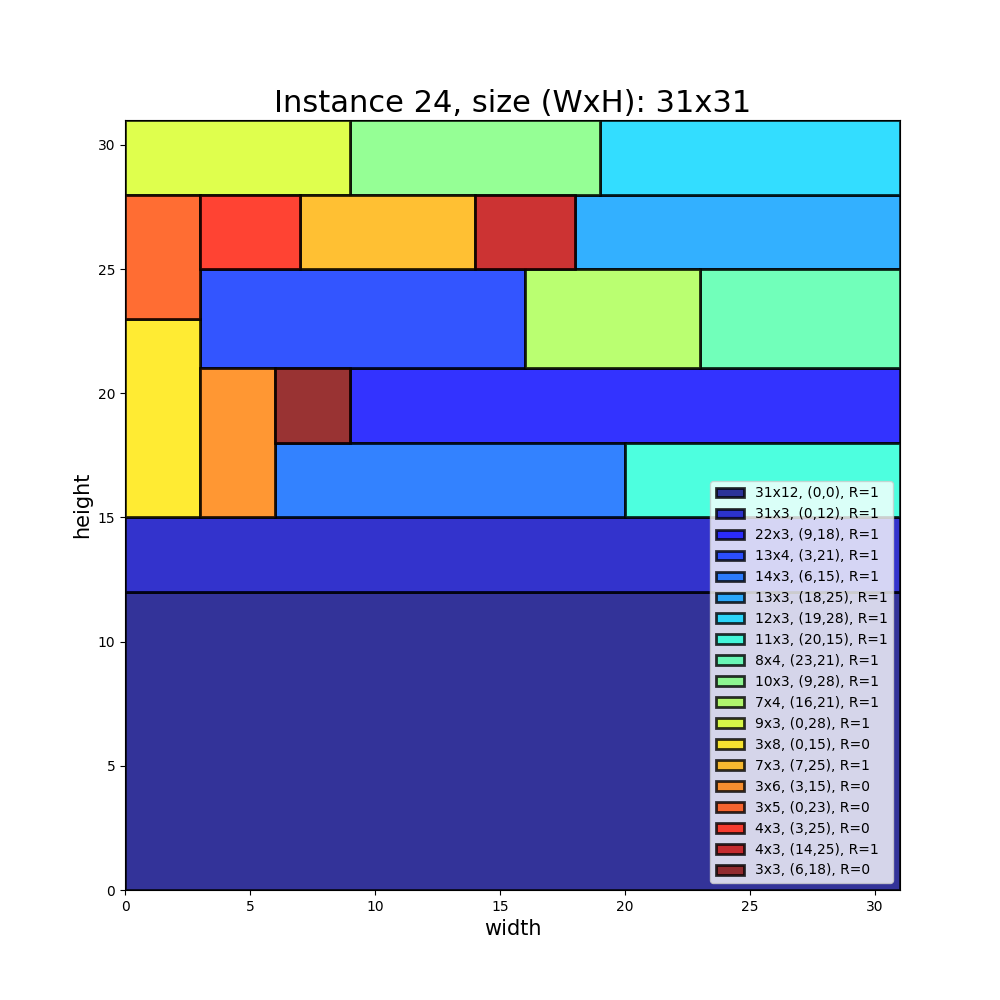 Instance 24, size (WxH): 31x31
30
25
20
15
10
5
0
height
0 5 10 15 20 25 30
width
31x12, (0,0), R=1
31x3, (0,12), R=1
22x3, (9,18), R=1
13x4, (3,21), R=1
14x3, (6,15), R=1
13x3, (18,25), R=1
12x3, (19,28), R=1
11x3, (20,15), R=1
8x4, (23,21), R=1
10x3, (9,28), R=1
7x4, (16,21), R=1
9x3, (0,28), R=1
3x8, (0,15), R=0
7x3, (7,25), R=1
3x6, (3,15), R=0
3x5, (0,23), R=0
4x3, (3,25), R=0
4x3, (14,25), R=1
3x3, (6,18), R=0